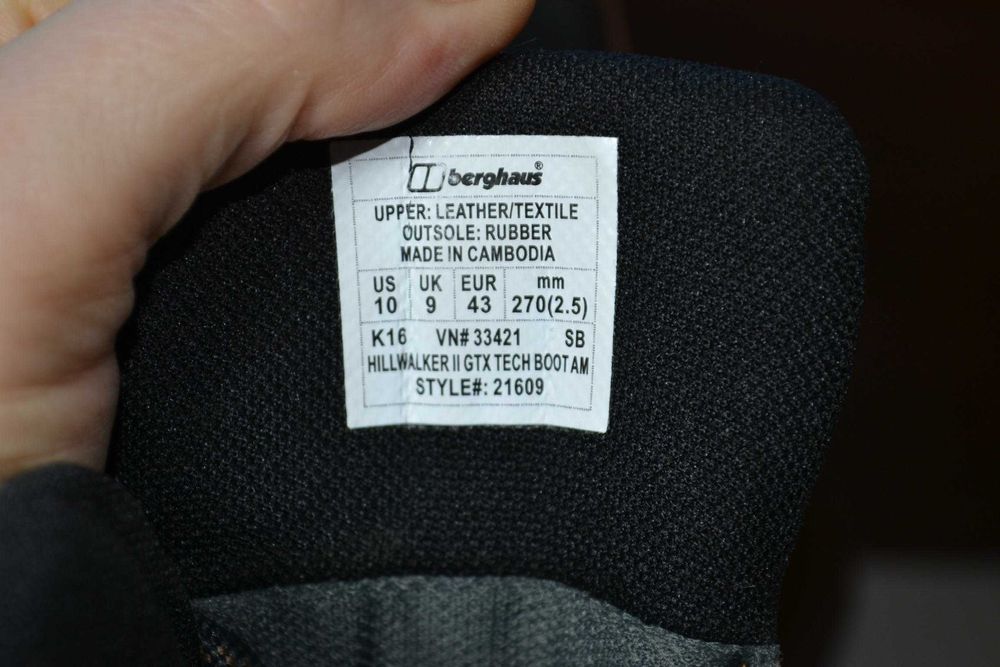 berghaus®
UPPER: LEATHER/TEXTILE
OUTSOLE: RUBBER
MADE IN CAMBODIA
US UK EUR mm
10 9 43 270(2.5)
K16 VN# 33421 SB
HILLWALKER II GTX TECH BOOT AM
STYLE#: 21609